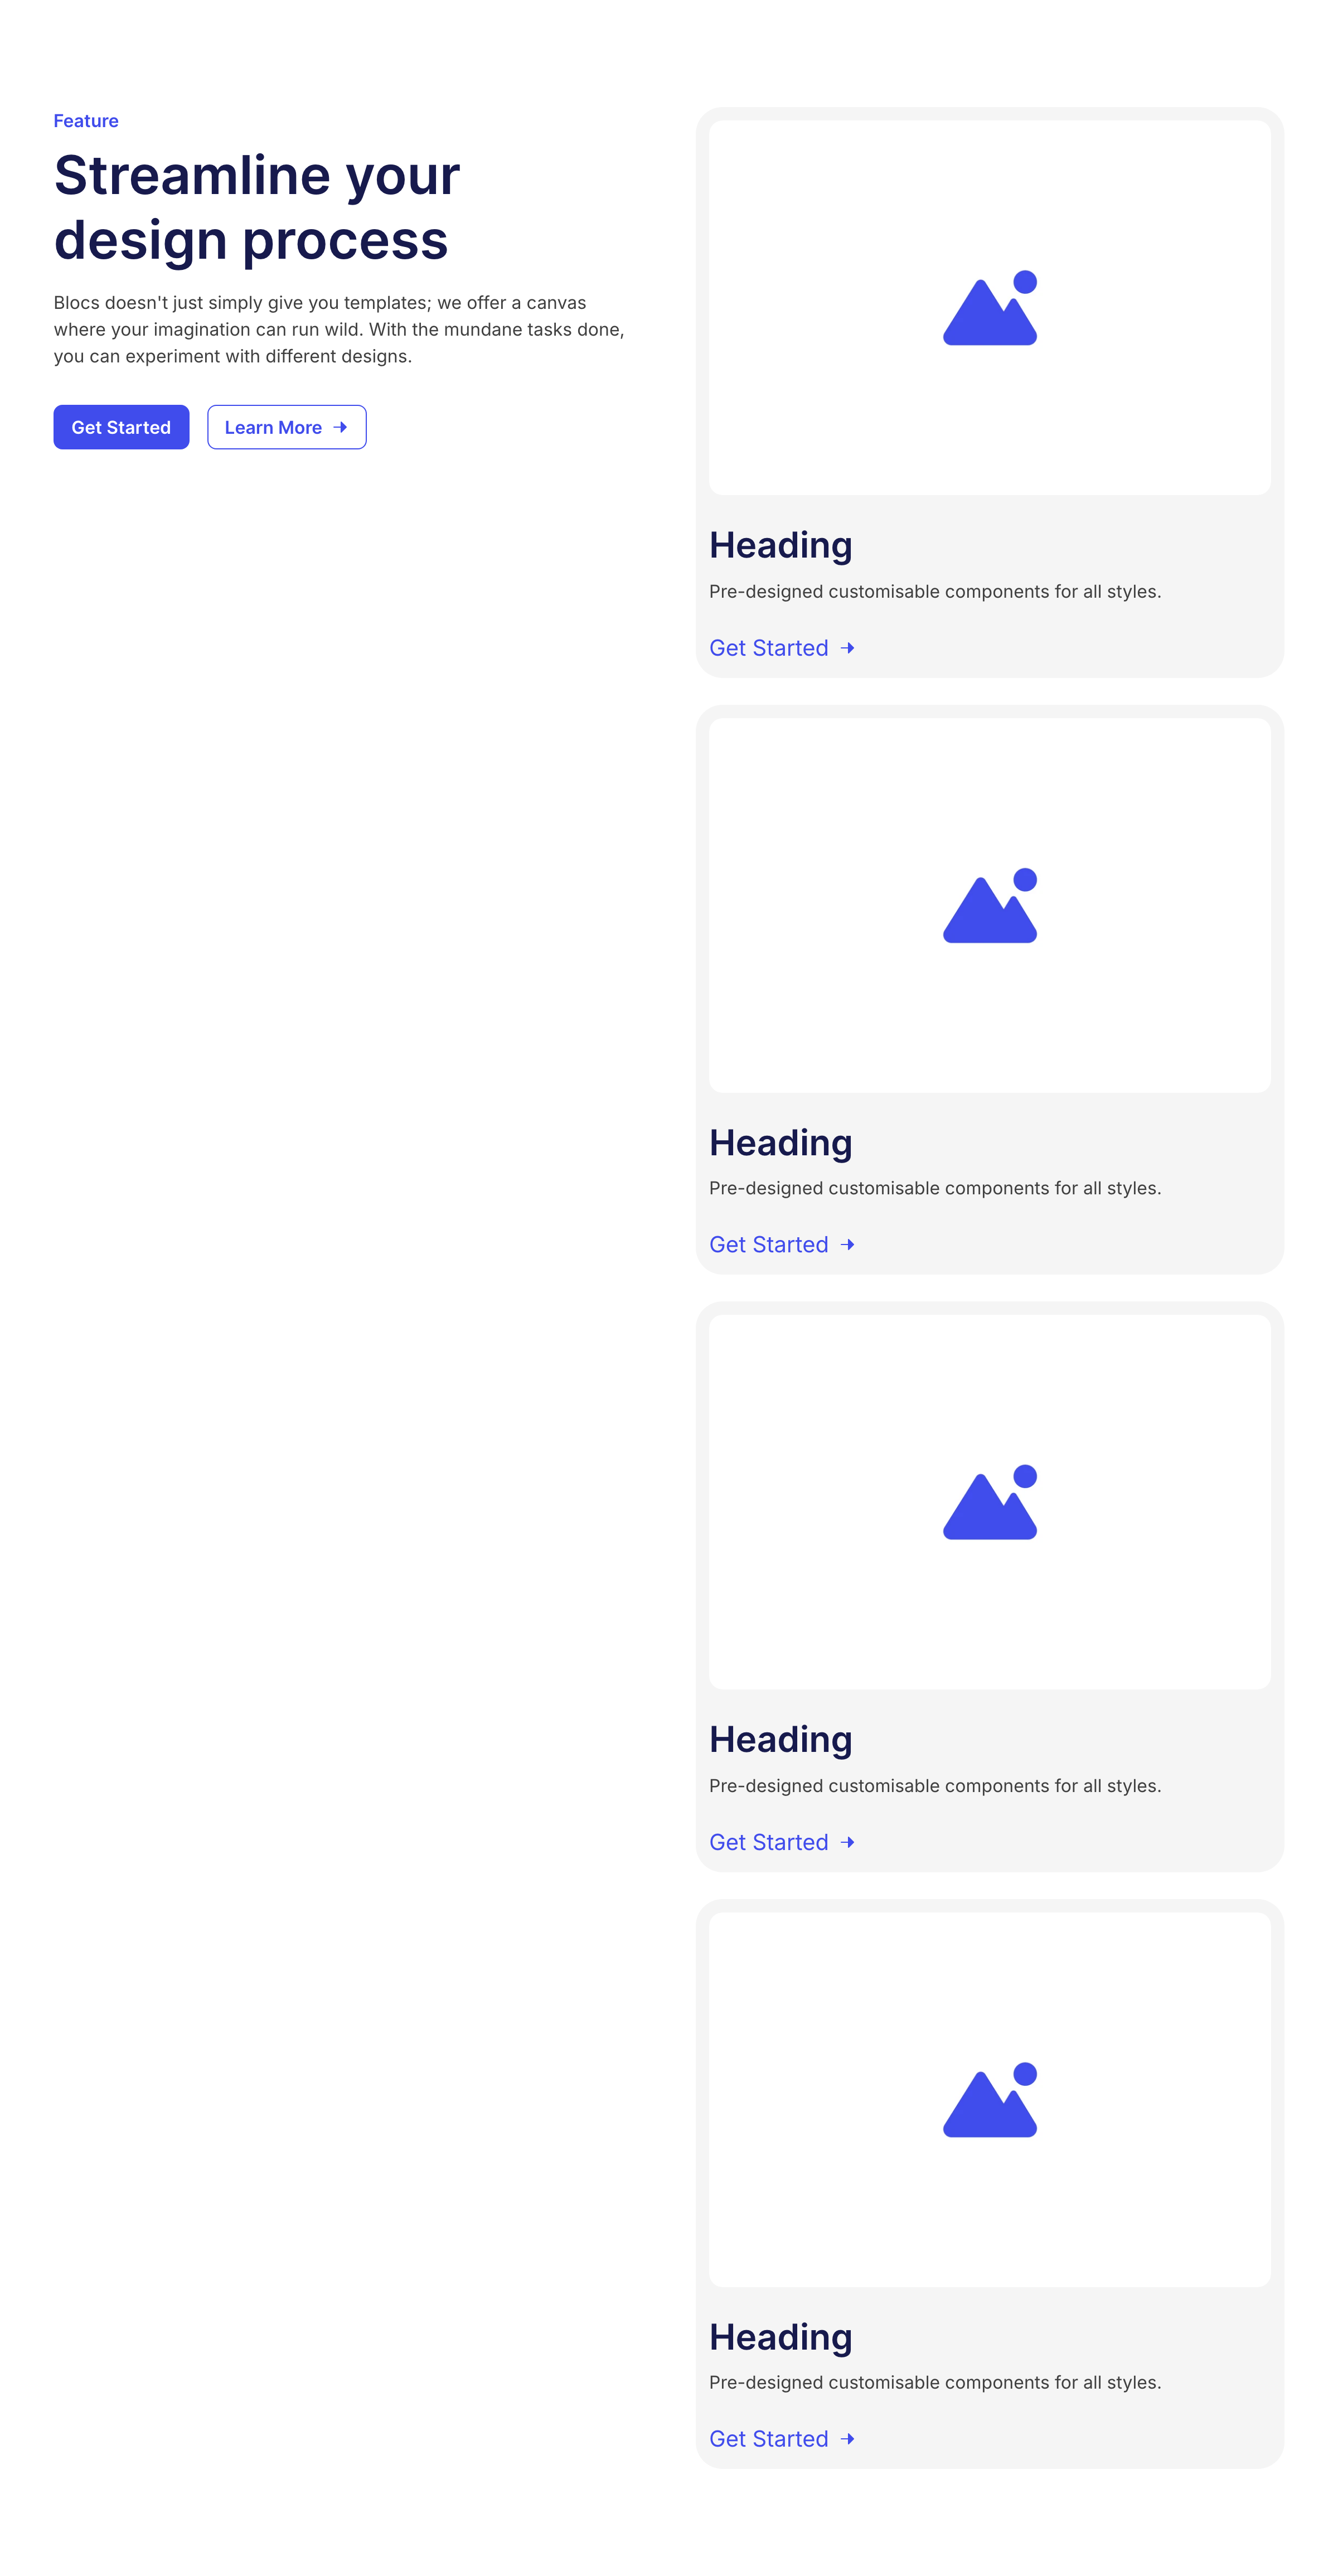 Feature
Streamline your
design process
Blocs doesn't just simply give you templates; we offer a canvas
where your imagination can run wild. With the mundane tasks done,
you can experiment with different designs.
Get Started
Learn More
Heading
Pre-designed customisable components for all styles.
Get Started
Heading
Pre-designed customisable components for all styles.
Get Started
Heading
Pre-designed customisable components for all styles.
Get Started
Heading
Pre-designed customisable components for all styles.
Get Started